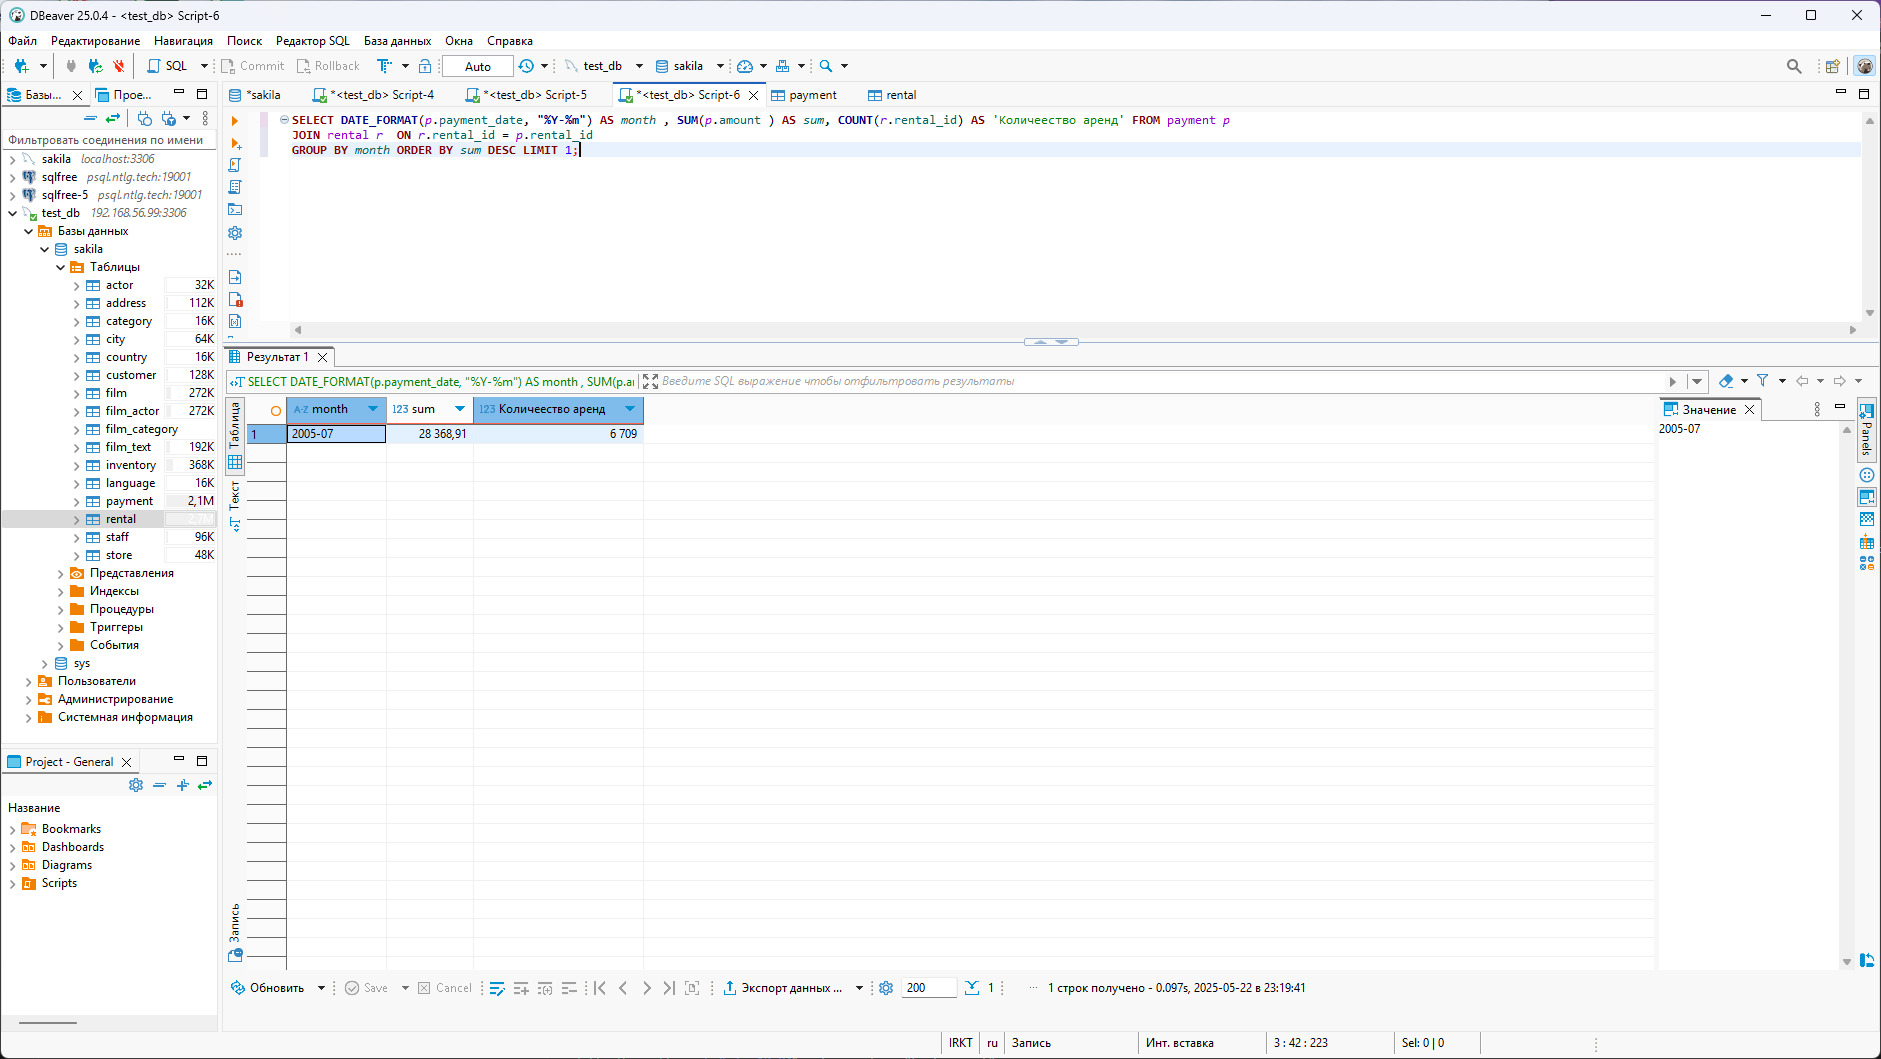 DBeaver 25.0.4 - <test_db> Script-6
Файл Редактирование Навигация Поиск Редактор SQL База данных Окна Справка
SQL Commit Rollback Auto test_db sakila
Базы... Прое...
Фильтровать соединения по имени
sakila localhost:3306
sqlfree psql.ntlg.tech:19001
sqlfree-5 psql.ntlg.tech:19001
test_db 192.168.56.99:3306
Базы данных
sakila
Таблицы
actor 32K
address 112K
category 16K
city 64K
country 16K
customer 128K
film 272K
film_actor 272K
film_category
film_text 192K
inventory 368K
language 16K
payment 2,1M
rental 2,7M
staff 96K
store 48K
Представления
Индексы
Процедуры
Триггеры
События
sys
Пользователи
Администрирование
Системная информация
Project - General
Название
Bookmarks
Dashboards
Diagrams
Scripts
*sakila *<test_db> Script-4 *<test_db> Script-5 *<test_db> Script-6 payment rental
SELECT DATE_FORMAT(p.payment_date, "%Y-%m") AS month , SUM(p.amount ) AS sum, COUNT(r.rental_id) AS 'Количеество аренд' FROM payment p
JOIN rental r  ON r.rental_id = p.rental_id
GROUP BY month ORDER BY sum DESC LIMIT 1;
Результат 1
SELECT DATE_FORMAT(p.payment_date, "%Y-%m") AS month , SUM(p.a
Введите SQL выражение чтобы отфильтровать результаты
Таблица
Текст
Запись
A-Z month 123 sum 123 Количеество аренд
1 2005-07 28 368,91 6 709
Значение
2005-07
Panels
Обновить Save Cancel Экспорт данных ... 200 1 ... 1 строк получено - 0.097s, 2025-05-22 в 23:19:41
IRKT ru Запись Инт. вставка 3 : 42 : 223 Sel: 0 | 0